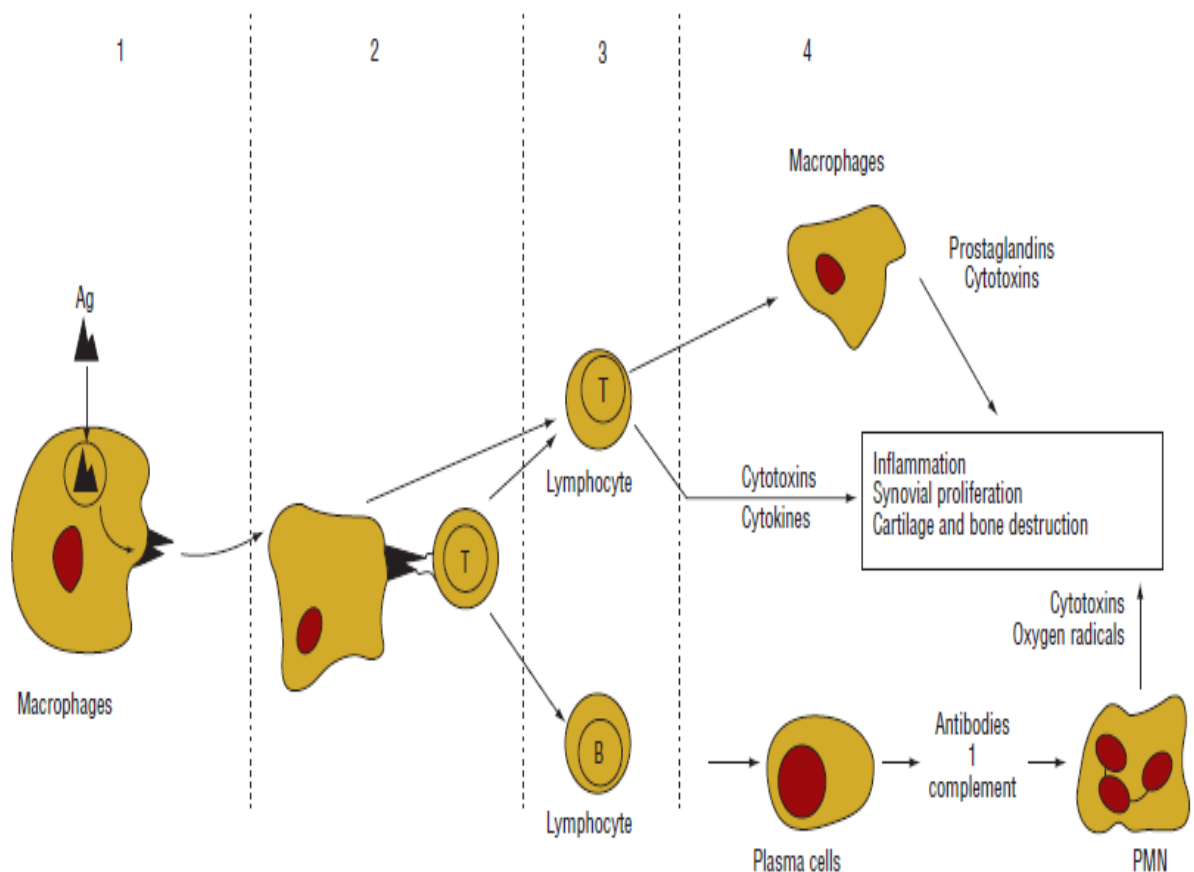 1
2
3
4
Macrophages
Prostaglandins
Cytotoxins
Ag
T
Lymphocyte
Cytotoxins
Cytokines
Inflammation
Synovial proliferation
Cartilage and bone destruction
T
Cytotoxins
Oxygen radicals
Macrophages
B
Lymphocyte
Antibodies
1
complement
Plasma cells
PMN